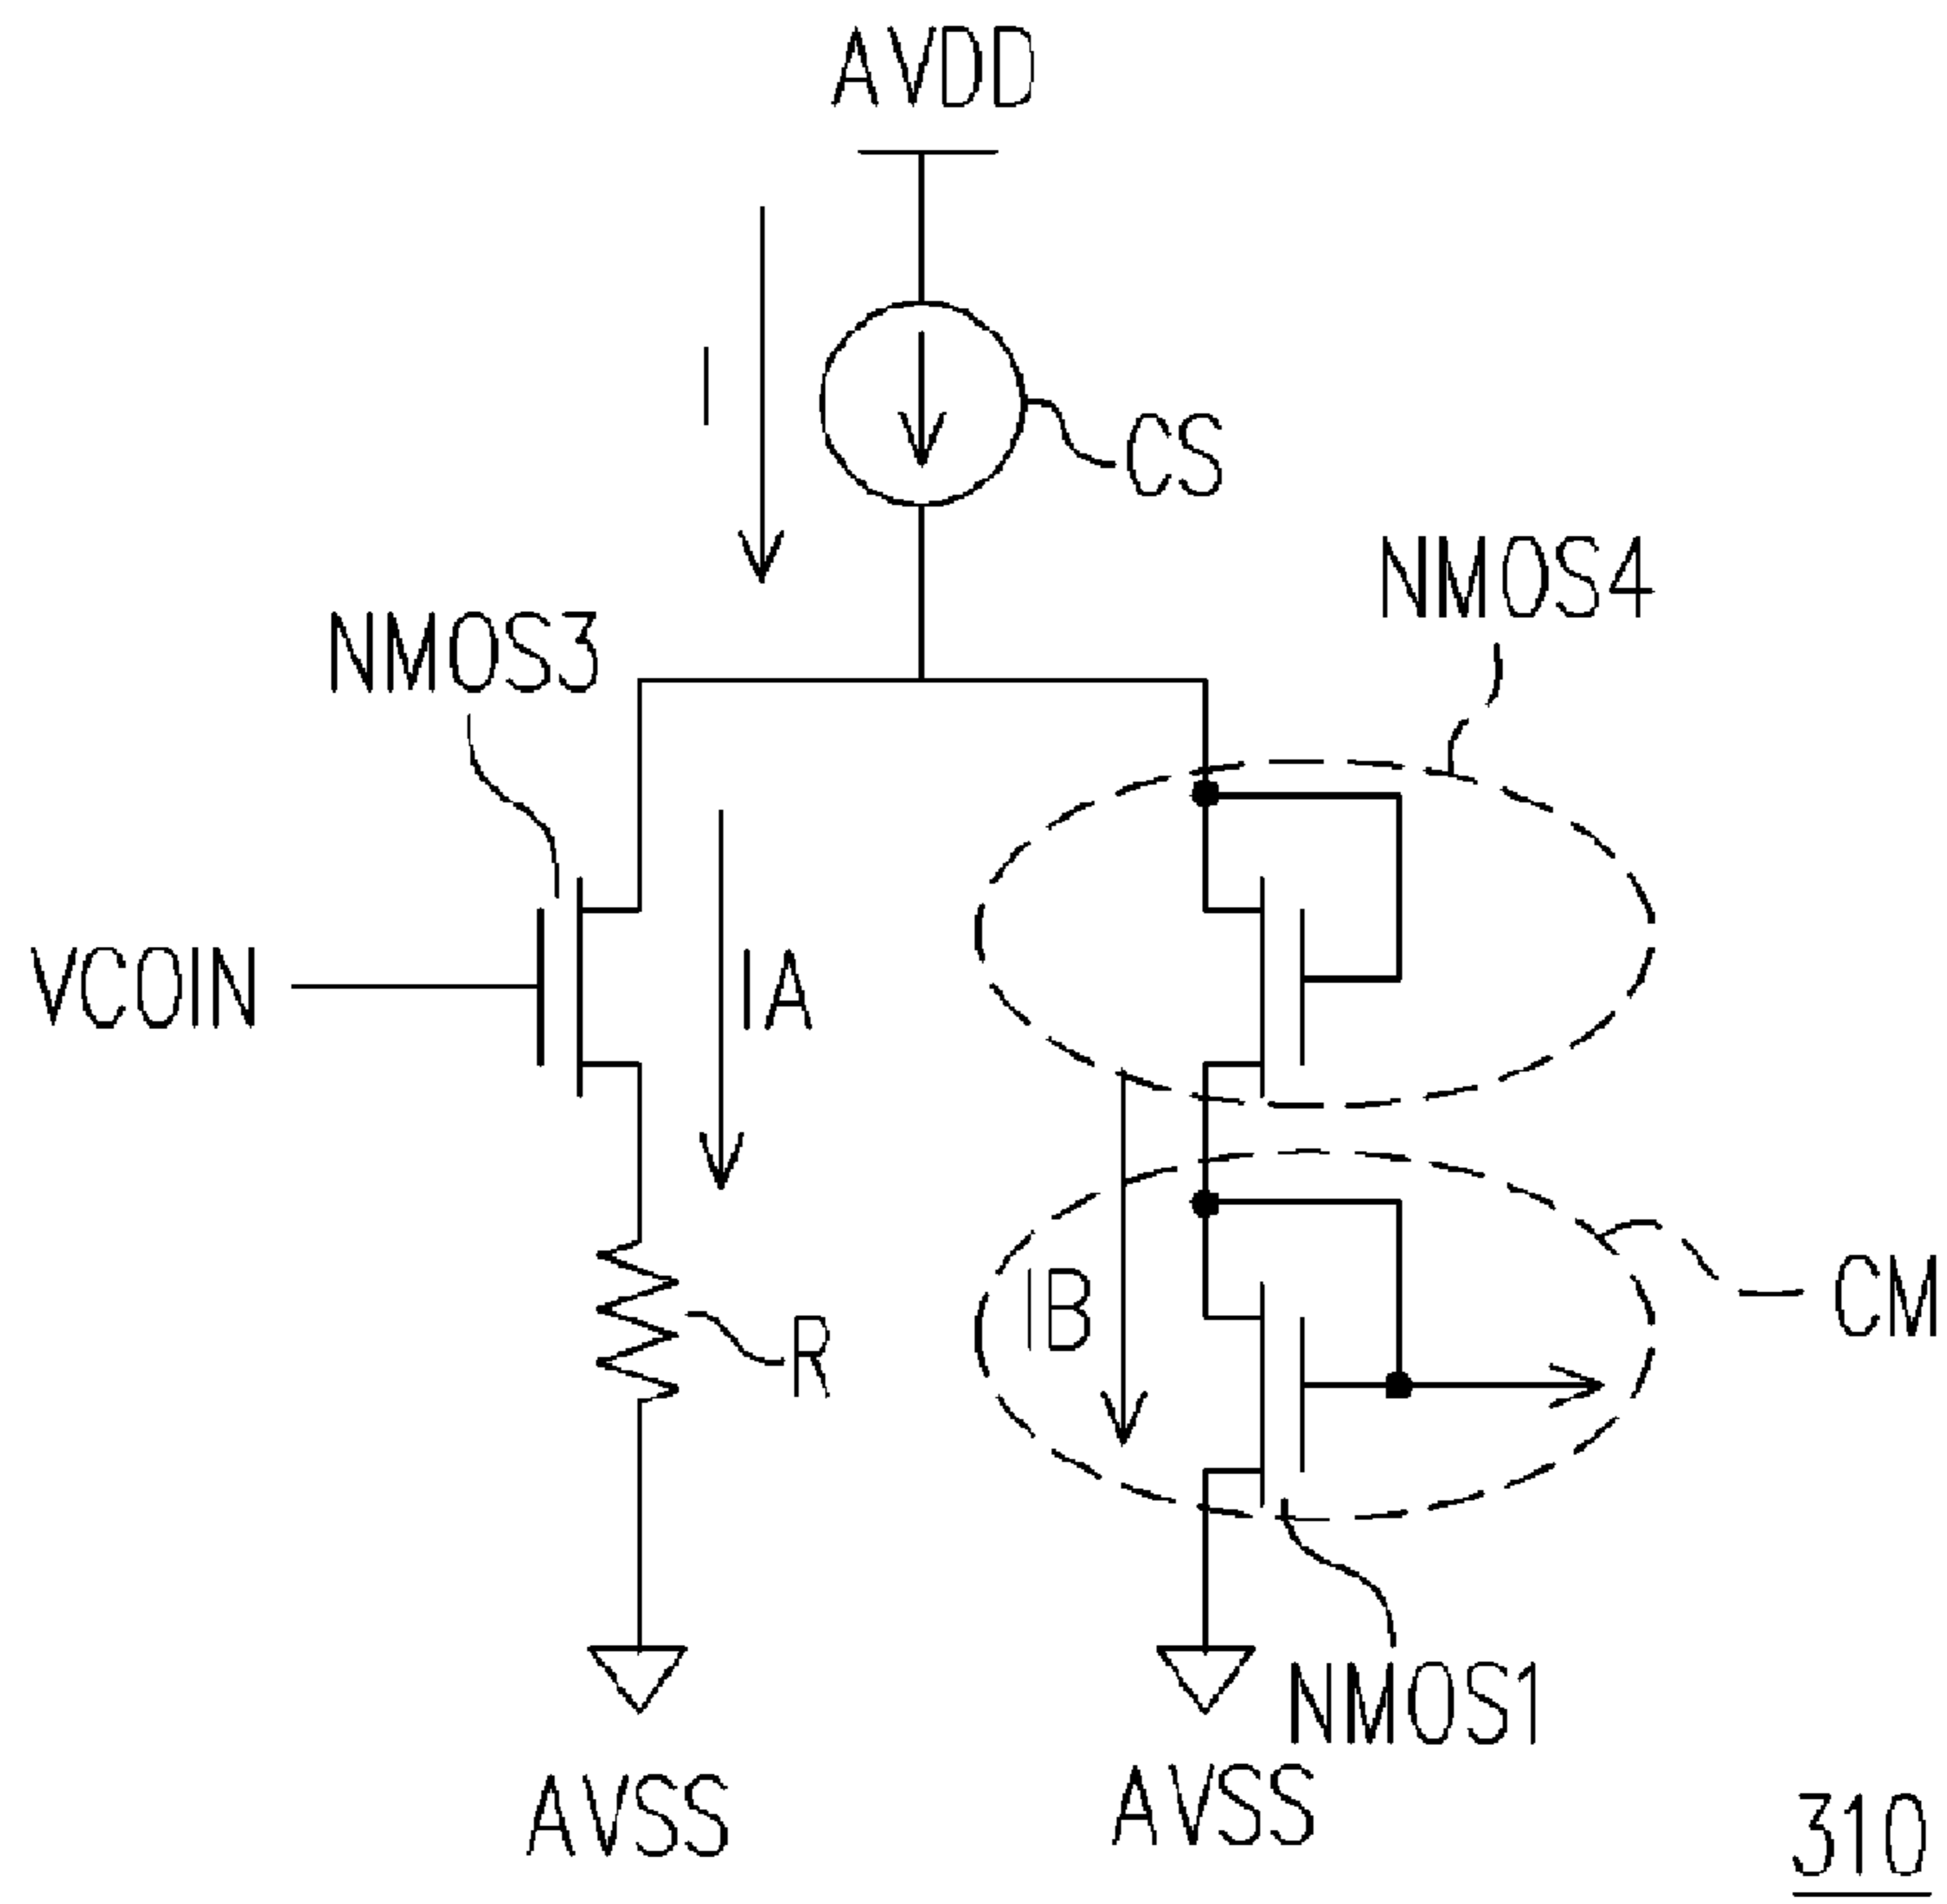 AVDD
I
CS
NMOS4
NMOS3
VCOIN
IA
IB
CM
R
NMOS1
AVSS
AVSS
310